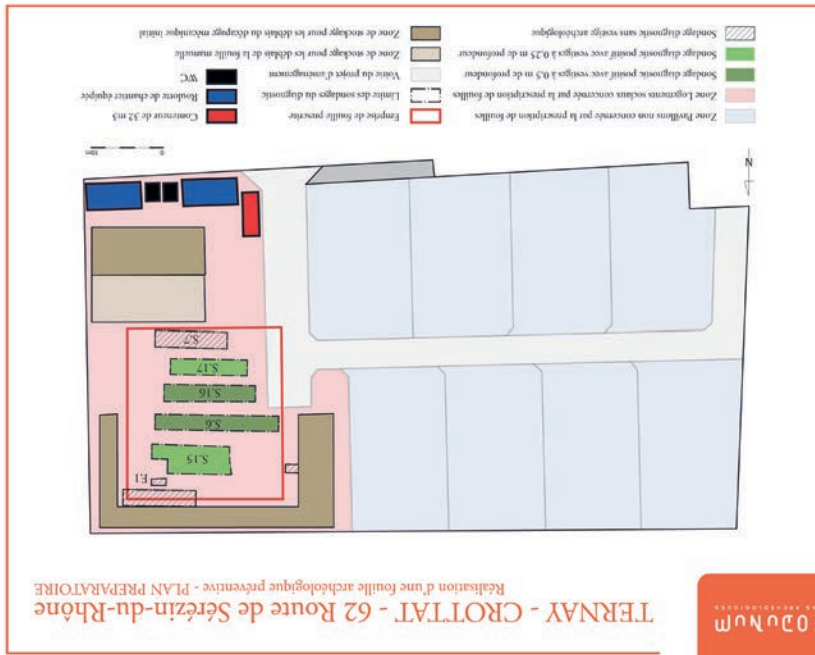 ODUNUM
TERNAY - CROTTAT - 62 Route de Sérézin-du-Rhône
Réalisation d'une fouille archéologique préventive - PLAN PREPARATOIRE
F.1
S.15
S.6
S.16
S.17
S.7
N
0 10m
Zone Pavillons non concernée par la prescription de fouilles
Zone Logements sociaux concernée par la prescription de fouilles
Sondage diagnostic positif avec vestiges à 0.5 m de profondeur
Sondage diagnostic positif avec vestiges à 0.25 m de profondeur
Sondage diagnostic sans vestige archéologique
Emprise de fouille prescrite
Limite des sondages du diagnostic
Voirie du projet d'aménagement
Zone de stockage pour les déblais de la fouille manuelle
Zone de stockage pour les déblais du décapage mécanique initial
Conteneur de 32 m3
Roulotte de chantier équipée
WC